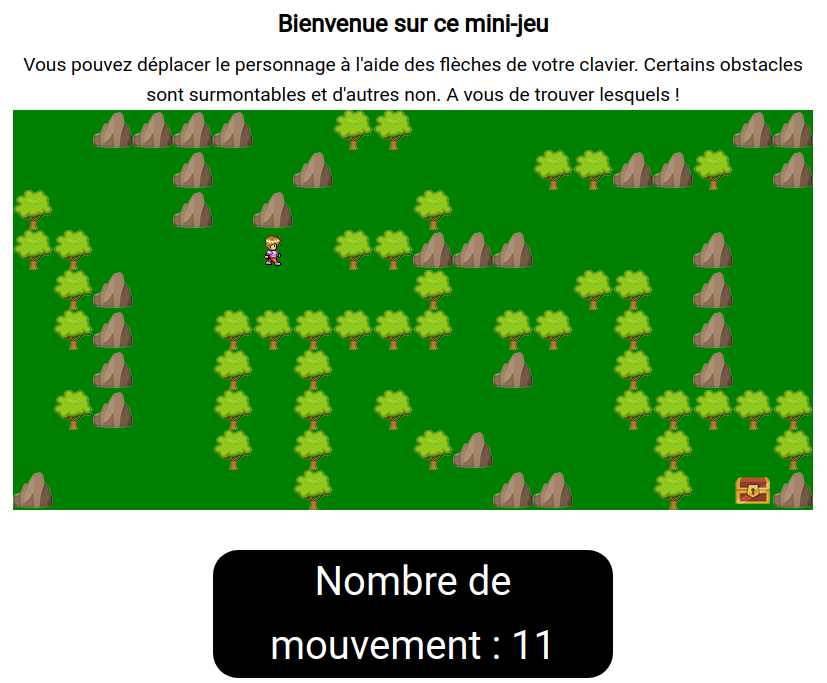 Bienvenue sur ce mini-jeu
Vous pouvez déplacer le personnage à l'aide des flèches de votre clavier. Certains obstacles
sont surmontables et d'autres non. A vous de trouver lesquels !
Nombre de
mouvement : 11